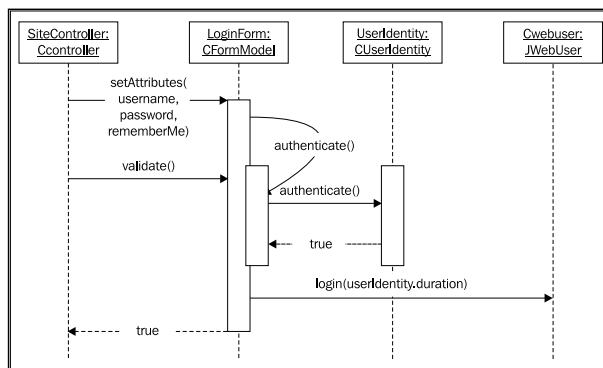 SiteController:
Ccontroller
LoginForm:
CFormModel
UserIdentity:
CUserIdentity
Cwebuser:
JWebUser
setAttributes(
username,
password,
rememberMe)
authenticate()
validate()
authenticate()
true
login(userIdentity.duration)
true